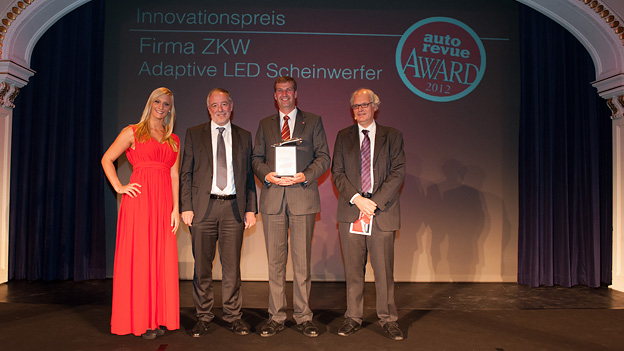 Innovationspreis
Firma ZKW
Adaptive LED Scheinwerfer
auto
revue
AWARD
2012